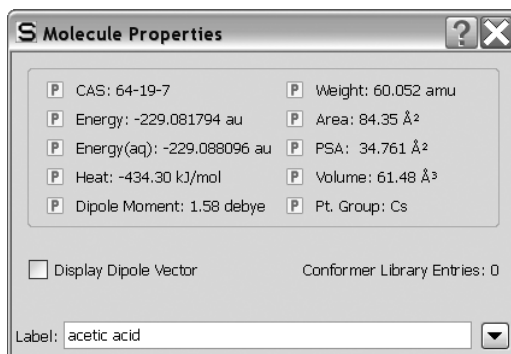 S Molecule Properties
P CAS: 64-19-7
P Energy: -229.081794 au
P Energy(aq): -229.088096 au
P Heat: -434.30 kJ/mol
P Dipole Moment: 1.58 debye
P Weight: 60.052 amu
P Area: 84.35 Å²
P PSA: 34.761 Å²
P Volume: 61.48 Å³
P Pt. Group: Cs
Display Dipole Vector
Conformer Library Entries: 0
Label: acetic acid